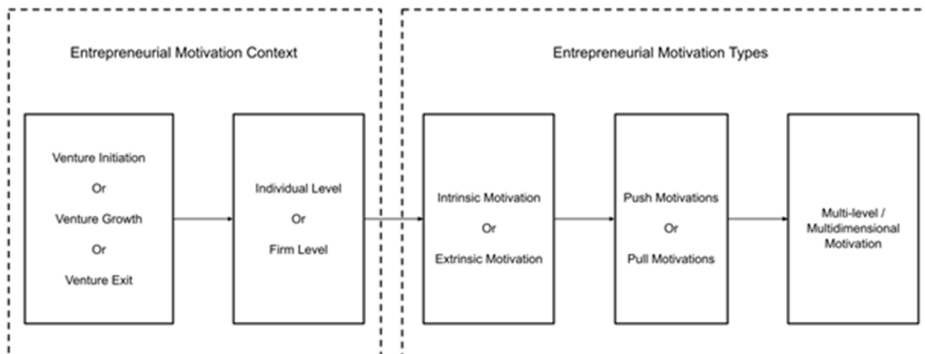 Entrepreneurial Motivation Context
Venture Initiation
Or
Venture Growth
Or
Venture Exit
Individual Level
Or
Firm Level
Entrepreneurial Motivation Types
Intrinsic Motivation
Or
Extrinsic Motivation
Push Motivations
Or
Pull Motivations
Multi-level /
Multidimensional
Motivation